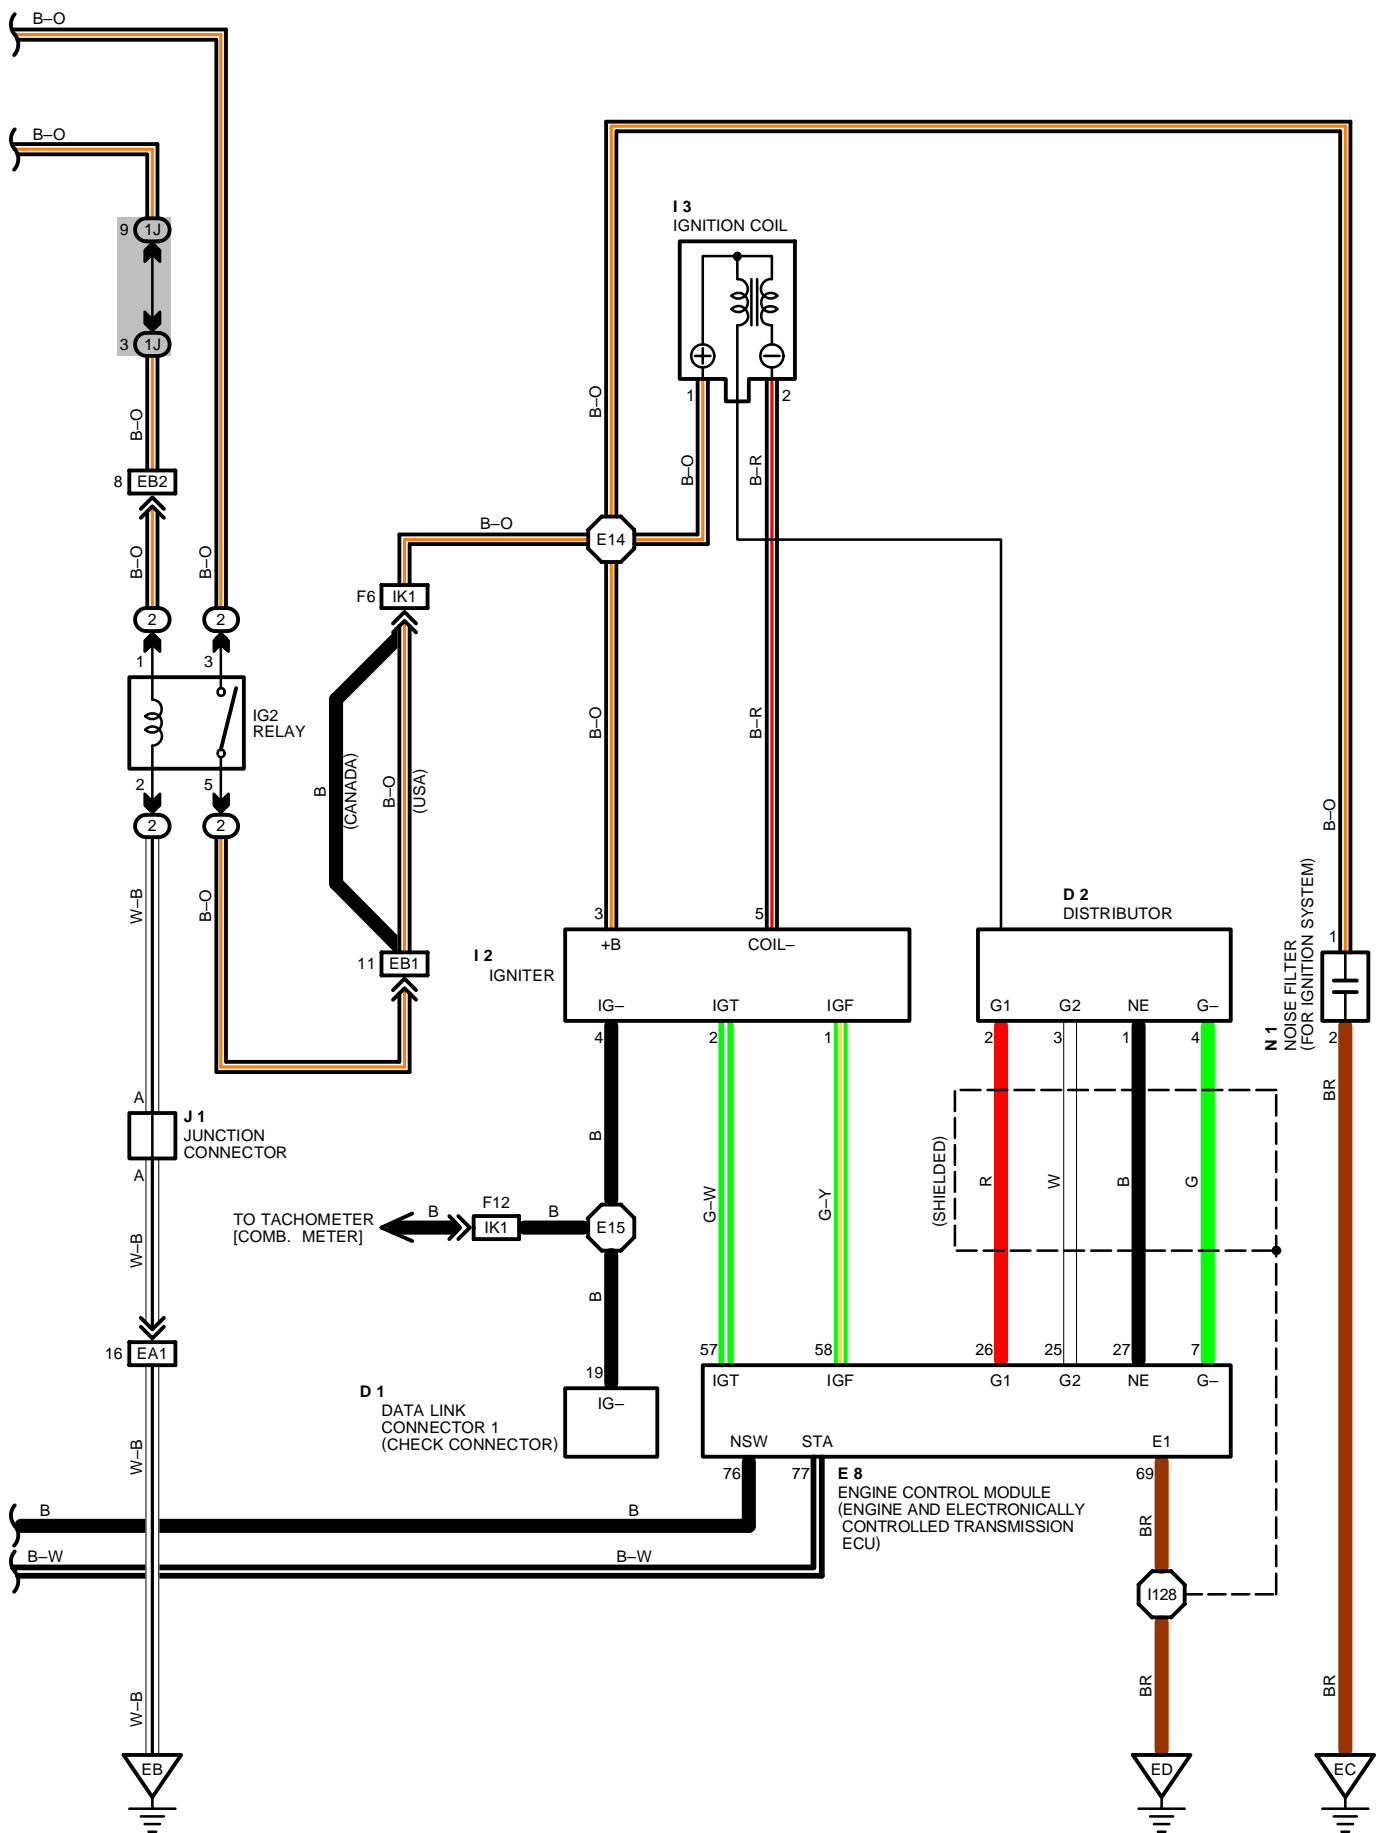 B–O
B–O
9 1J
3 1J
B–O
8 EB2
B–O
B–O
2
2
1
3
IG2
RELAY
2
5
2
2
W–B
B–O
A
J 1
JUNCTION
CONNECTOR
A
W–B
16 EA1
W–B
W–B
EB
B–O
F6 IK1
B
(CANADA)
B–O
(USA)
11 EB1
I 3
IGNITION COIL
1
2
B–O
B–O
B–R
E14
B–O
B–R
3
5
I 2
IGNITER
+B
COIL–
IG–
IGT
IGF
4
2
1
B
G–W
G–Y
TO TACHOMETER
[COMB. METER]
B
F12
IK1
B
E15
B
19
D 1
DATA LINK
CONNECTOR 1
(CHECK CONNECTOR)
IG–
D 2
DISTRIBUTOR
G1
G2
NE
G–
2
3
1
4
(SHIELDED)
R
W
B
G
57
58
26
25
27
7
IGT
IGF
G1
G2
NE
G–
NSW
STA
E1
76
77
69
E 8
ENGINE CONTROL MODULE
(ENGINE AND ELECTRONICALLY
CONTROLLED TRANSMISSION
ECU)
B
B
B–W
B–W
BR
I128
BR
ED
B–O
1
N 1
NOISE FILTER
(FOR IGNITION SYSTEM)
2
BR
BR
EC